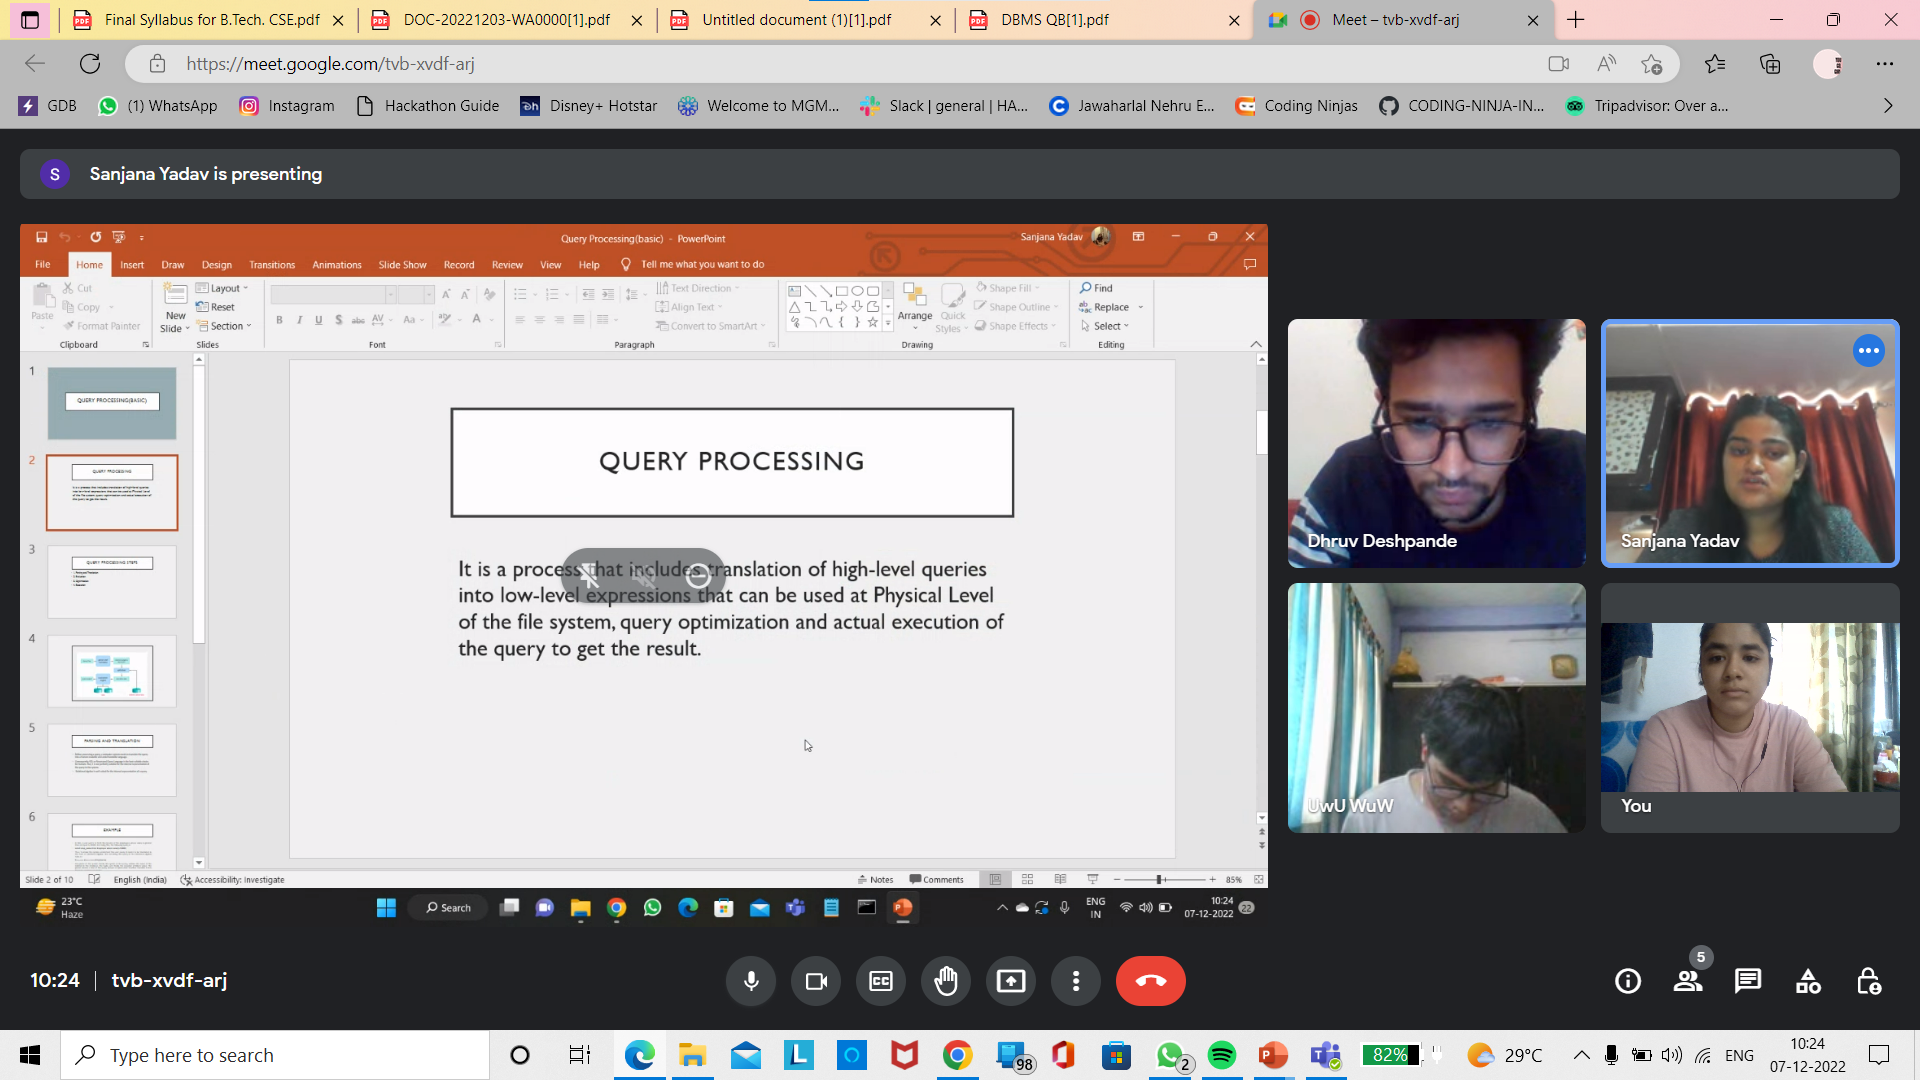 Final Syllabus for B.Tech. CSE.pdf
DOC-20221203-WA0000[1].pdf
Untitled document (1)[1].pdf
DBMS QB[1].pdf
Meet – tvb-xvdf-arj
https://meet.google.com/tvb-xvdf-arj
GDB
(1) WhatsApp
Instagram
Hackathon Guide
Disney+ Hotstar
Welcome to MGM...
Slack | general | HA...
Jawaharlal Nehru E...
Coding Ninjas
CODING-NINJA-IN...
Tripadvisor: Over a...
S
Sanjana Yadav is presenting
Query Processing(basic) - PowerPoint
Sanjana Yadav
File
Home
Insert
Draw
Design
Transitions
Animations
Slide Show
Record
Review
View
Help
Tell me what you want to do
Paste
Cut
Copy
Format Painter
Clipboard
New
Slide
Layout
Reset
Section
Slides
Font
Text Direction
Align Text
Convert to SmartArt
Paragraph
Arrange
Quick
Styles
Shape Fill
Shape Outline
Shape Effects
Drawing
Find
Replace
Select
Editing
1
QUERY PROCESSING(BASIC)
2
QUERY PROCESSING
3
QUERY PROCESSING STEPS
4
5
PARSING AND TRANSLATION
6
EXAMPLE
QUERY PROCESSING
It is a process that includes translation of high-level queries
into low-level expressions that can be used at Physical Level
of the file system, query optimization and actual execution of
the query to get the result.
Slide 2 of 10
English (India)
Accessibility: Investigate
Notes
Comments
85%
23°C
Haze
Search
ENG
IN
10:24
07-12-2022
22
Dhruv Deshpande
Sanjana Yadav
UwU WuW
You
10:24
tvb-xvdf-arj
CC
5
Type here to search
L
98
2
82%
29°C
ENG
10:24
07-12-2022